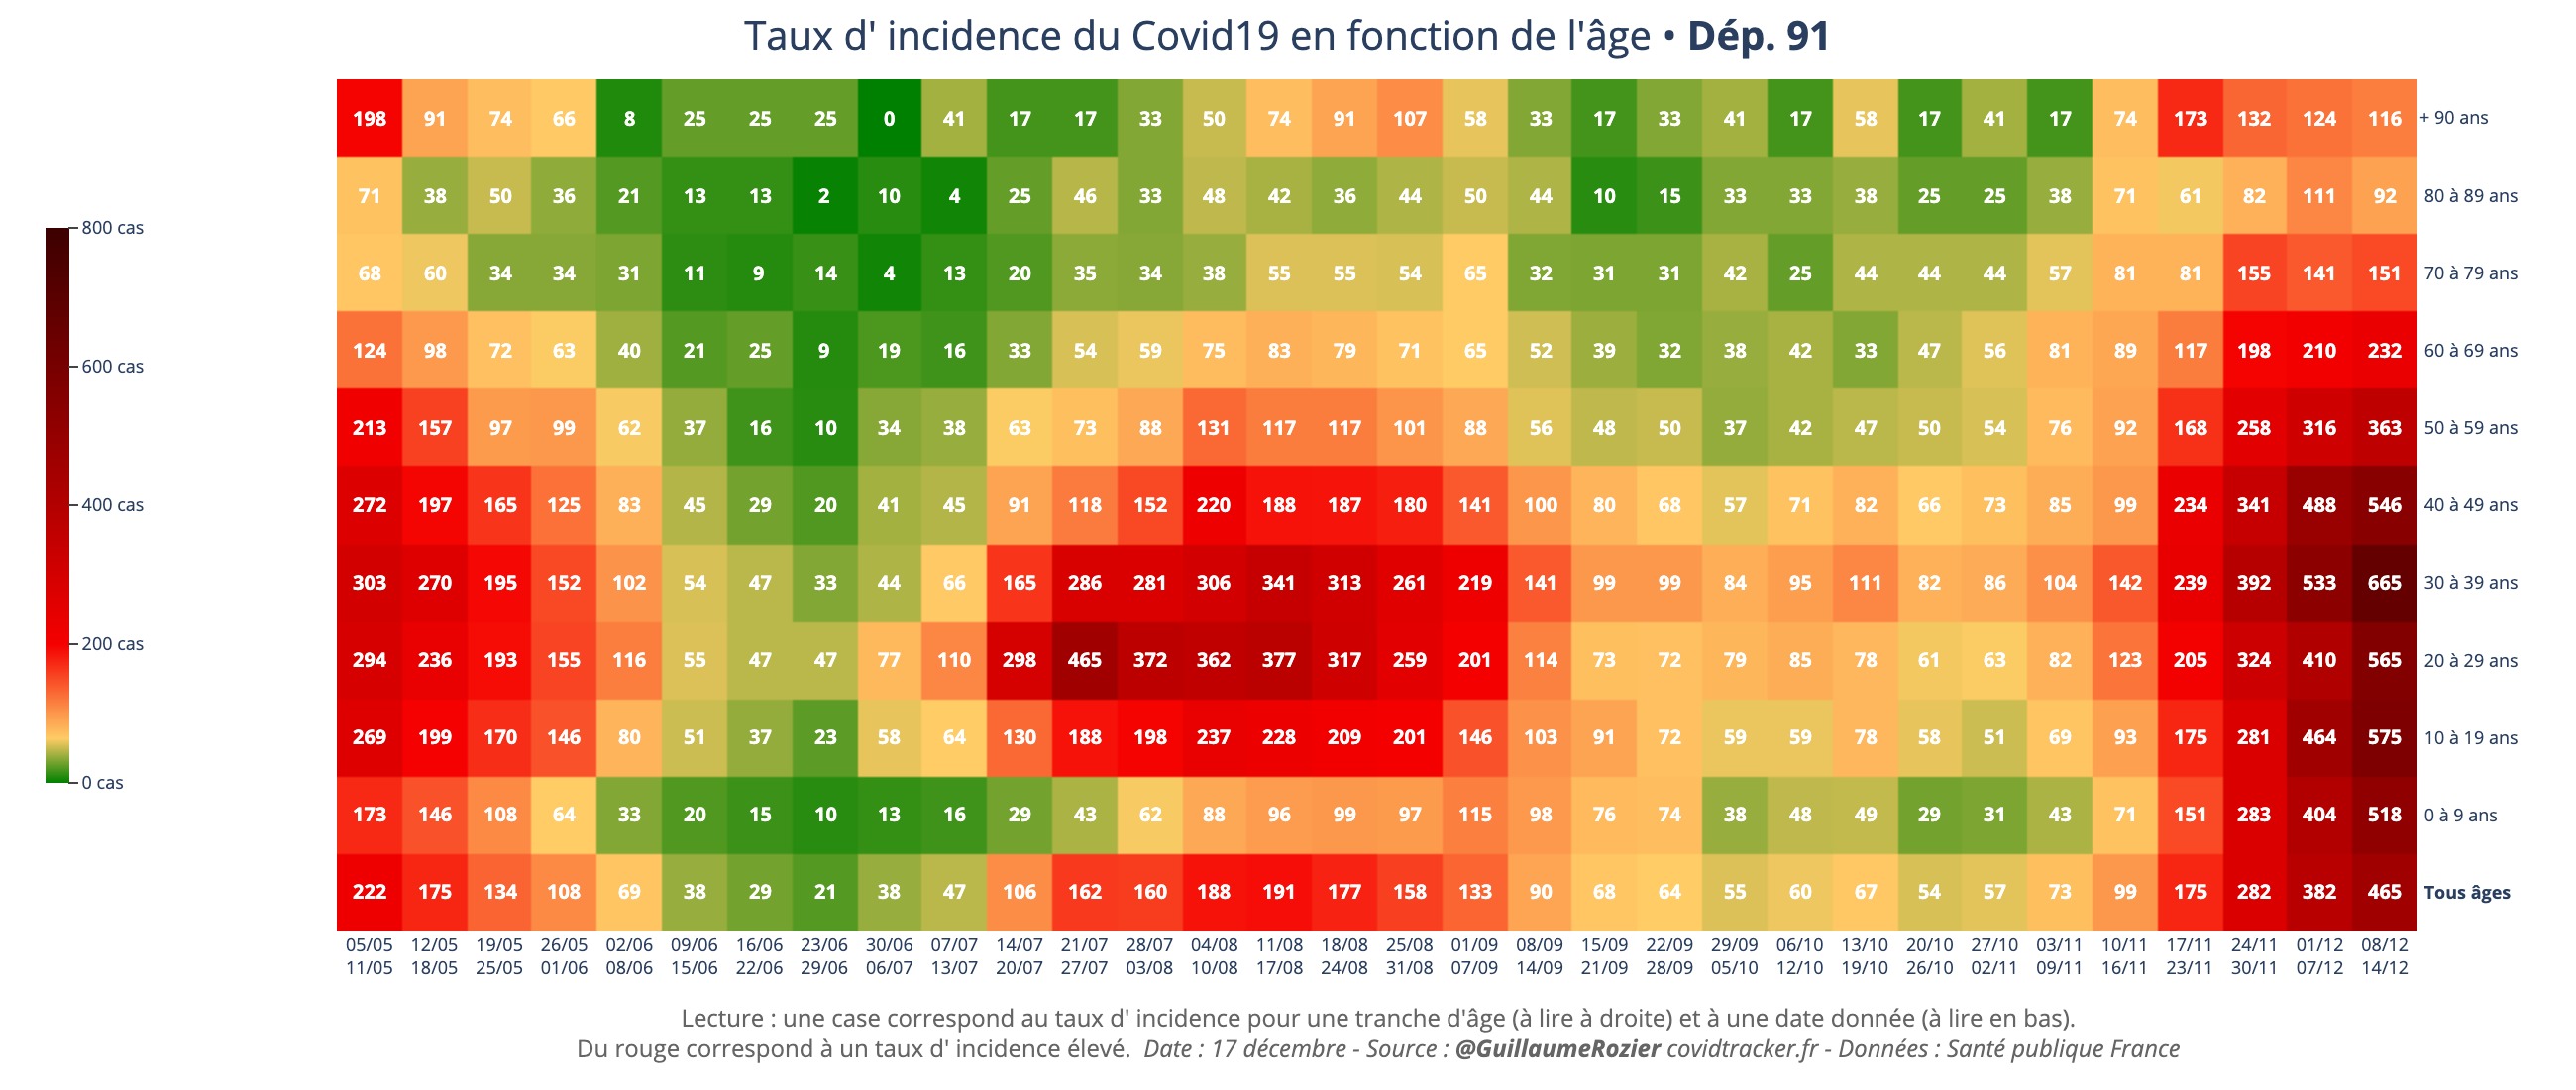 Taux d' incidence du Covid19 en fonction de l'âge • Dép. 91
800 cas
600 cas
400 cas
200 cas
0 cas
198 91 74 66 8 25 25 25 0 41 17 17 33 50 74 91 107 58 33 17 33 41 17 58 17 41 17 74 173 132 124 116 + 90 ans
71 38 50 36 21 13 13 2 10 4 25 46 33 48 42 36 44 50 44 10 15 33 33 38 25 25 38 71 61 82 111 92 80 à 89 ans
68 60 34 34 31 11 9 14 4 13 20 35 34 38 55 55 54 65 32 31 31 42 25 44 44 44 57 81 81 155 141 151 70 à 79 ans
124 98 72 63 40 21 25 9 19 16 33 54 59 75 83 79 71 65 52 39 32 38 42 33 47 56 81 89 117 198 210 232 60 à 69 ans
213 157 97 99 62 37 16 10 34 38 63 73 88 131 117 117 101 88 56 48 50 37 42 47 50 54 76 92 168 258 316 363 50 à 59 ans
272 197 165 125 83 45 29 20 41 45 91 118 152 220 188 187 180 141 100 80 68 57 71 82 66 73 85 99 234 341 488 546 40 à 49 ans
303 270 195 152 102 54 47 33 44 66 165 286 281 306 341 313 261 219 141 99 99 84 95 111 82 86 104 142 239 392 533 665 30 à 39 ans
294 236 193 155 116 55 47 47 77 110 298 465 372 362 377 317 259 201 114 73 72 79 85 78 61 63 82 123 205 324 410 565 20 à 29 ans
269 199 170 146 80 51 37 23 58 64 130 188 198 237 228 209 201 146 103 91 72 59 59 78 58 51 69 93 175 281 464 575 10 à 19 ans
173 146 108 64 33 20 15 10 13 16 29 43 62 88 96 99 97 115 98 76 74 38 48 49 29 31 43 71 151 283 404 518 0 à 9 ans
222 175 134 108 69 38 29 21 38 47 106 162 160 188 191 177 158 133 90 68 64 55 60 67 54 57 73 99 175 282 382 465 Tous âges
05/05 12/05 19/05 26/05 02/06 09/06 16/06 23/06 30/06 07/07 14/07 21/07 28/07 04/08 11/08 18/08 25/08 01/09 08/09 15/09 22/09 29/09 06/10 13/10 20/10 27/10 03/11 10/11 17/11 24/11 01/12 08/12
11/05 18/05 25/05 01/06 08/06 15/06 22/06 29/06 06/07 13/07 20/07 27/07 03/08 10/08 17/08 24/08 31/08 07/09 14/09 21/09 28/09 05/10 12/10 19/10 26/10 02/11 09/11 16/11 23/11 30/11 07/12 14/12
Lecture : une case correspond au taux d' incidence pour une tranche d'âge (à lire à droite) et à une date donnée (à lire en bas).
Du rouge correspond à un taux d' incidence élevé. Date : 17 décembre - Source : @GuillaumeRozier covidtracker.fr - Données : Santé publique France